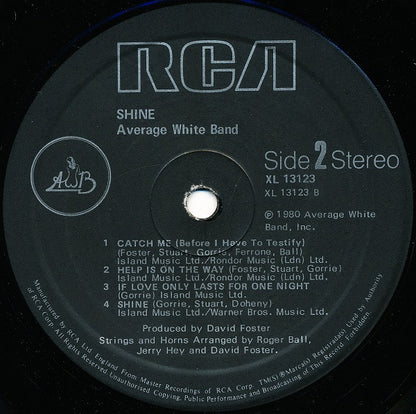 RCA
SHINE
Average White Band
AWB
Side 2 Stereo
XL 13123
XL 13123 B
℗ 1980 Average White
Band, Inc.
1 CATCH ME (Before I Have To Testify)
(Foster, Stuart, Gorrie, Ferrone, Ball)
Island Music Ltd./Rondor Music (Ldn) Ltd.
2 HELP IS ON THE WAY (Foster, Stuart, Gorrie)
Island Music Ltd./Rondor Music (Ldn) Ltd.
3 IF LOVE ONLY LASTS FOR ONE NIGHT
(Gorrie) Island Music Ltd.
4 SHINE (Gorrie, Stuart, Doheny)
Island Music Ltd./Warner Bros. Music Ltd.
Produced by David Foster
Strings and Horns Arranged by Roger Ball,
Jerry Hey and David Foster.
Manufactured by RCA Ltd. England From Master Recordings of RCA Corp. TM(S)® Marca(s) Registrada(s) Used by Authority
of RCA Corp. All Rights Reserved Unauthorised Copying, Public Performance and Broadcasting of This Record Forbidden.